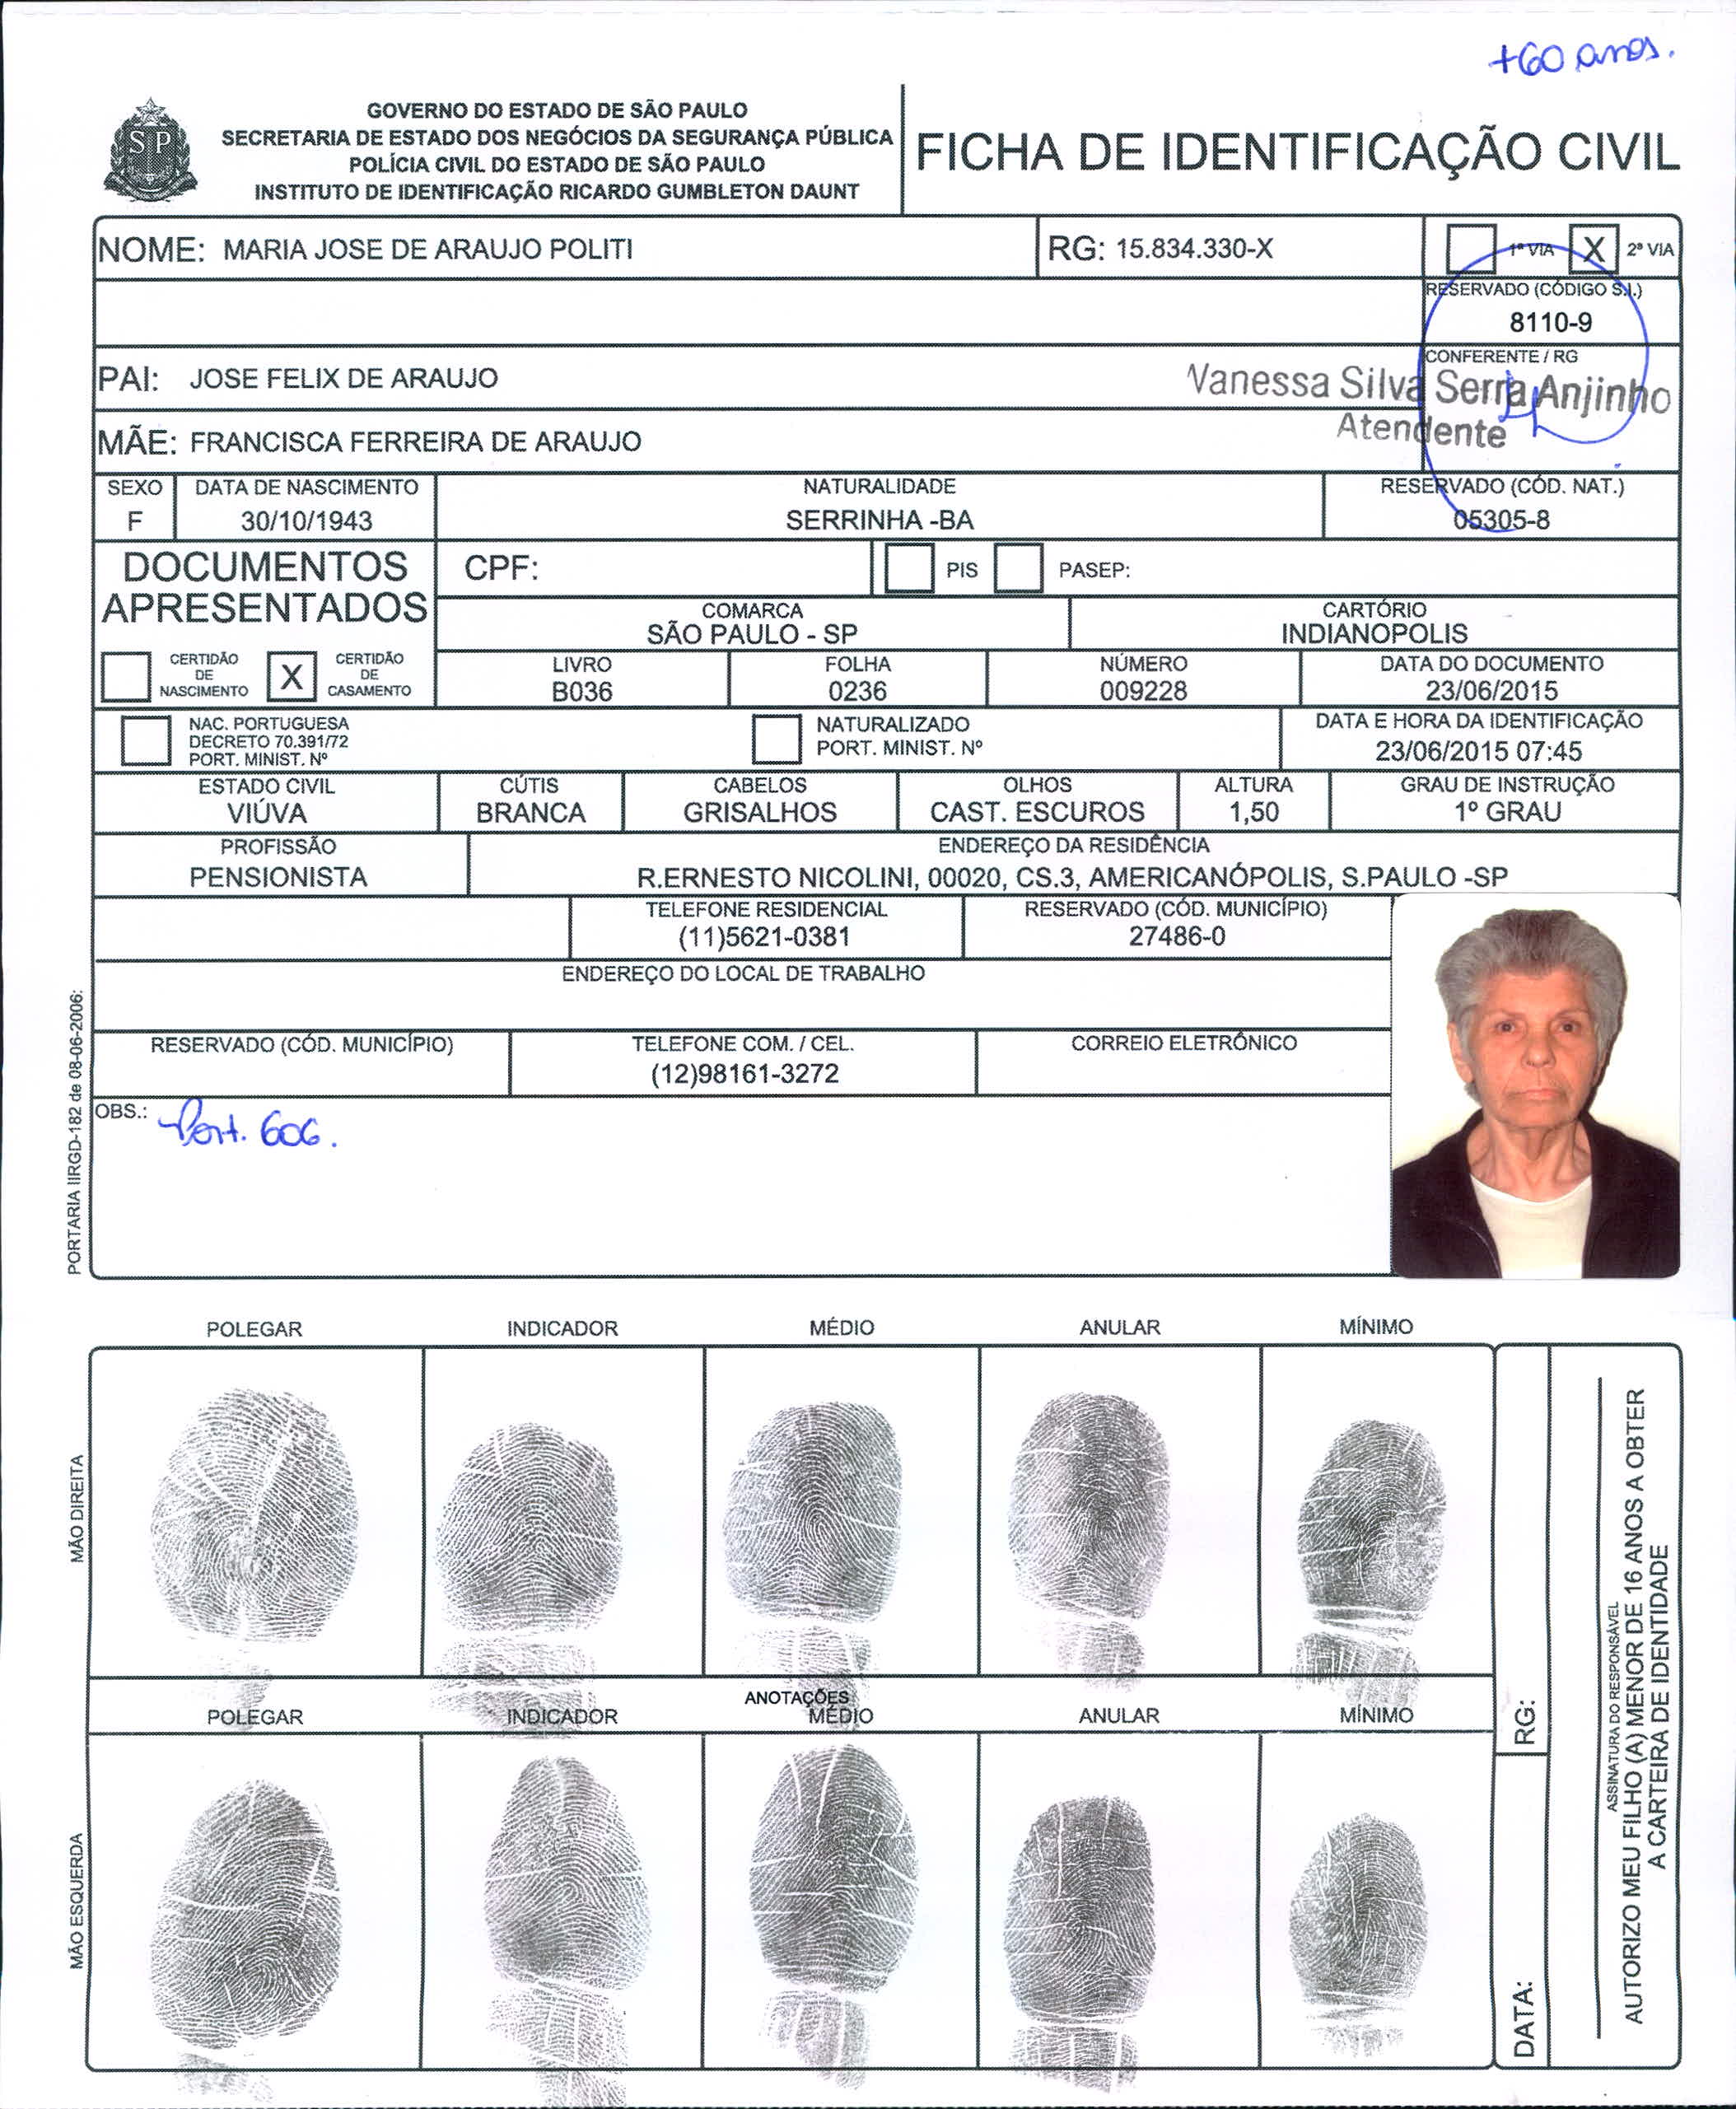 +60 anos.
GOVERNO DO ESTADO DE SÃO PAULO
SECRETARIA DE ESTADO DOS NEGÓCIOS DA SEGURANÇA PÚBLICA
POLÍCIA CIVIL DO ESTADO DE SÃO PAULO
INSTITUTO DE IDENTIFICAÇÃO RICARDO GUMBLETON DAUNT
SP
FICHA DE IDENTIFICAÇÃO CIVIL
NOME: MARIA JOSE DE ARAUJO POLITI
RG: 15.834.330-X
1ª VIA X 2ª VIA
RESERVADO (CÓDIGO S.I.)
8110-9
PAI: JOSE FELIX DE ARAUJO
CONFERENTE / RG
Vanessa Silva Serra Anjinho
Atendente
MÃE: FRANCISCA FERREIRA DE ARAUJO
SEXO
F
DATA DE NASCIMENTO
30/10/1943
NATURALIDADE
SERRINHA -BA
RESERVADO (CÓD. NAT.)
05305-8
DOCUMENTOS
APRESENTADOS
CPF:
PIS
PASEP:
COMARCA
SÃO PAULO - SP
CARTÓRIO
INDIANOPOLIS
CERTIDÃO
DE
NASCIMENTO
X
CERTIDÃO
DE
CASAMENTO
LIVRO
B036
FOLHA
0236
NÚMERO
009228
DATA DO DOCUMENTO
23/06/2015
NAC. PORTUGUESA
DECRETO 70.391/72
PORT. MINIST. Nº
NATURALIZADO
PORT. MINIST. Nº
DATA E HORA DA IDENTIFICAÇÃO
23/06/2015 07:45
ESTADO CIVIL
VIÚVA
CÚTIS
BRANCA
CABELOS
GRISALHOS
OLHOS
CAST. ESCUROS
ALTURA
1,50
GRAU DE INSTRUÇÃO
1º GRAU
PROFISSÃO
PENSIONISTA
ENDEREÇO DA RESIDÊNCIA
R.ERNESTO NICOLINI, 00020, CS.3, AMERICANÓPOLIS, S.PAULO -SP
TELEFONE RESIDENCIAL
(11)5621-0381
RESERVADO (CÓD. MUNICÍPIO)
27486-0
ENDEREÇO DO LOCAL DE TRABALHO
RESERVADO (CÓD. MUNICÍPIO)
TELEFONE COM. / CEL.
(12)98161-3272
CORREIO ELETRÔNICO
OBS.: Port. 606.
PORTARIA IIRGD-182 de 08-06-2006:
POLEGAR INDICADOR MÉDIO ANULAR MÍNIMO
MÃO DIREITA
ANOTAÇÕES
POLEGAR INDICADOR MÉDIO ANULAR MÍNIMO
MÃO ESQUERDA
RG:
DATA:
ASSINATURA DO RESPONSÁVEL
AUTORIZO MEU FILHO (A) MENOR DE 16 ANOS A OBTER
A CARTEIRA DE IDENTIDADE